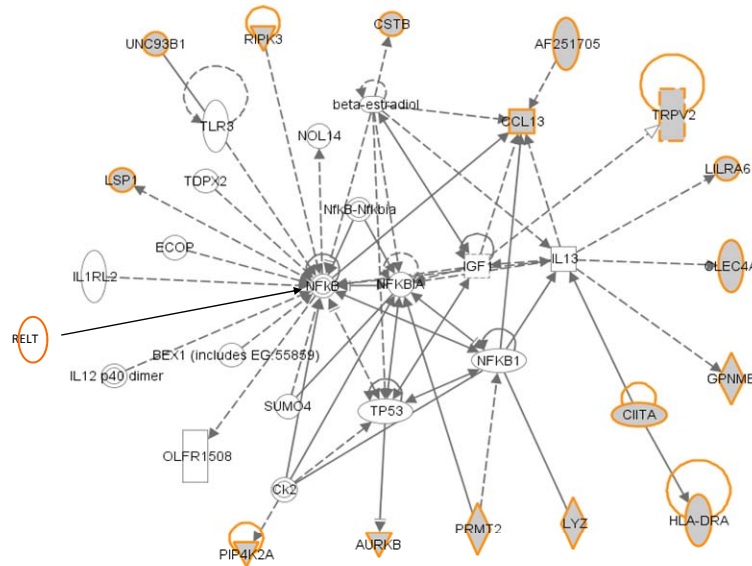 CSTB
UNC93B1
RIPK3
AF251705
beta-estradiol
TRPV2
CCL13
TLR3
NOL14
LILRA6
LSP1
TDPX2
NfkB-Nfkbia
ECOP
IL1RL2
IGF1
IL13
CLEC4A
NFkB
NFKBIA
RELT
BEX1 (includes EG:55859)
NFKB1
IL12 p40 dimer
GPNMB
SUMO4
TP53
CIITA
OLFR1508
Ck2
PIP4K2A
AURKB
PRMT2
LYZ
HLA-DRA